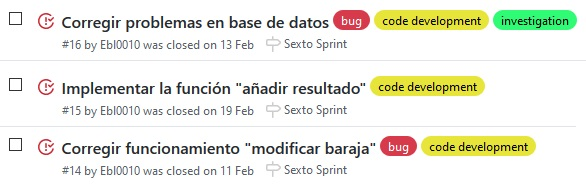 Corregir problemas en base de datos bug code development investigation
#16 by Ebl0010 was closed on 13 Feb Sexto Sprint
Implementar la función "añadir resultado" code development
#15 by Ebl0010 was closed on 19 Feb Sexto Sprint
Corregir funcionamiento "modificar baraja" bug code development
#14 by Ebl0010 was closed on 11 Feb Sexto Sprint